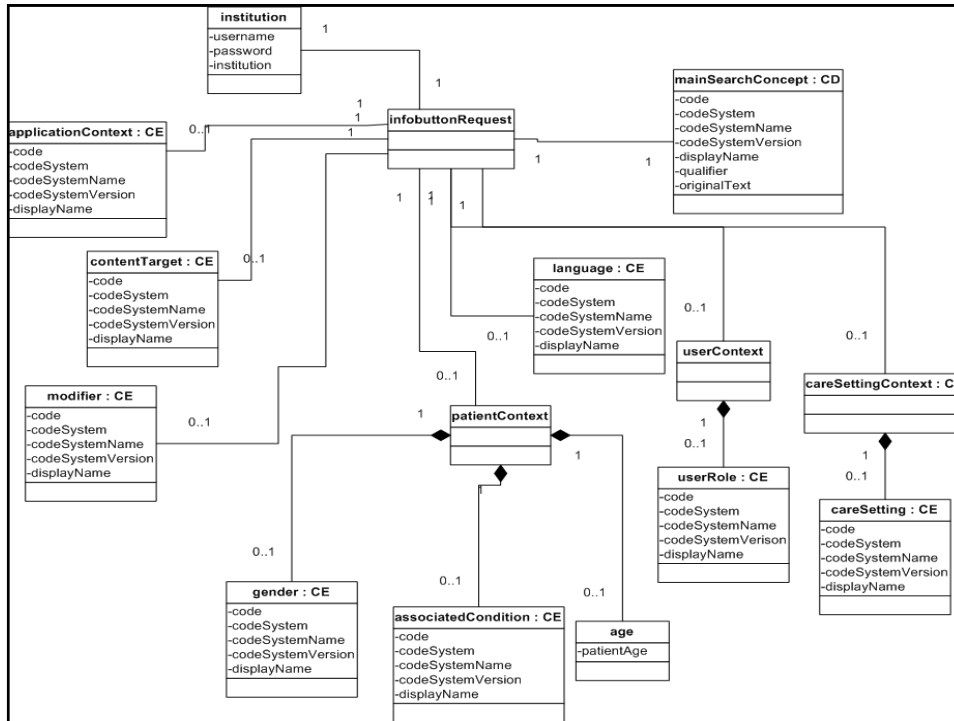 institution
-username
-password
-institution
1
1
infobuttonRequest
mainSearchConcept : CD
-code
-codeSystem
-codeSystemName
-codeSystemVersion
-displayName
-qualifier
-originalText
1
1
applicationContext : CE
-code
-codeSystem
-codeSystemName
-codeSystemVersion
-displayName
0..1
1
1
1
contentTarget : CE
-code
-codeSystem
-codeSystemName
-codeSystemVersion
-displayName
0..1
1
1
1
1
language : CE
-code
-codeSystem
-codeSystemName
-codeSystemVersion
-displayName
0..1
0..1
0..1
userContext
careSettingContext : C
modifier : CE
-code
-codeSystem
-codeSystemName
-codeSystemVersion
-displayName
0..1
0..1
patientContext
1
1
1
1
0..1
1
0..1
userRole : CE
-code
-codeSystem
-codeSystemName
-codeSystemVerison
-displayName
careSetting : CE
-code
-codeSystem
-codeSystemName
-codeSystemVersion
-displayName
0..1
0..1
0..1
gender : CE
-code
-codeSystem
-codeSystemName
-codeSystemVersion
-displayName
associatedCondition : CE
-code
-codeSystem
-codeSystemName
-codeSystemVersion
-displayName
age
-patientAge